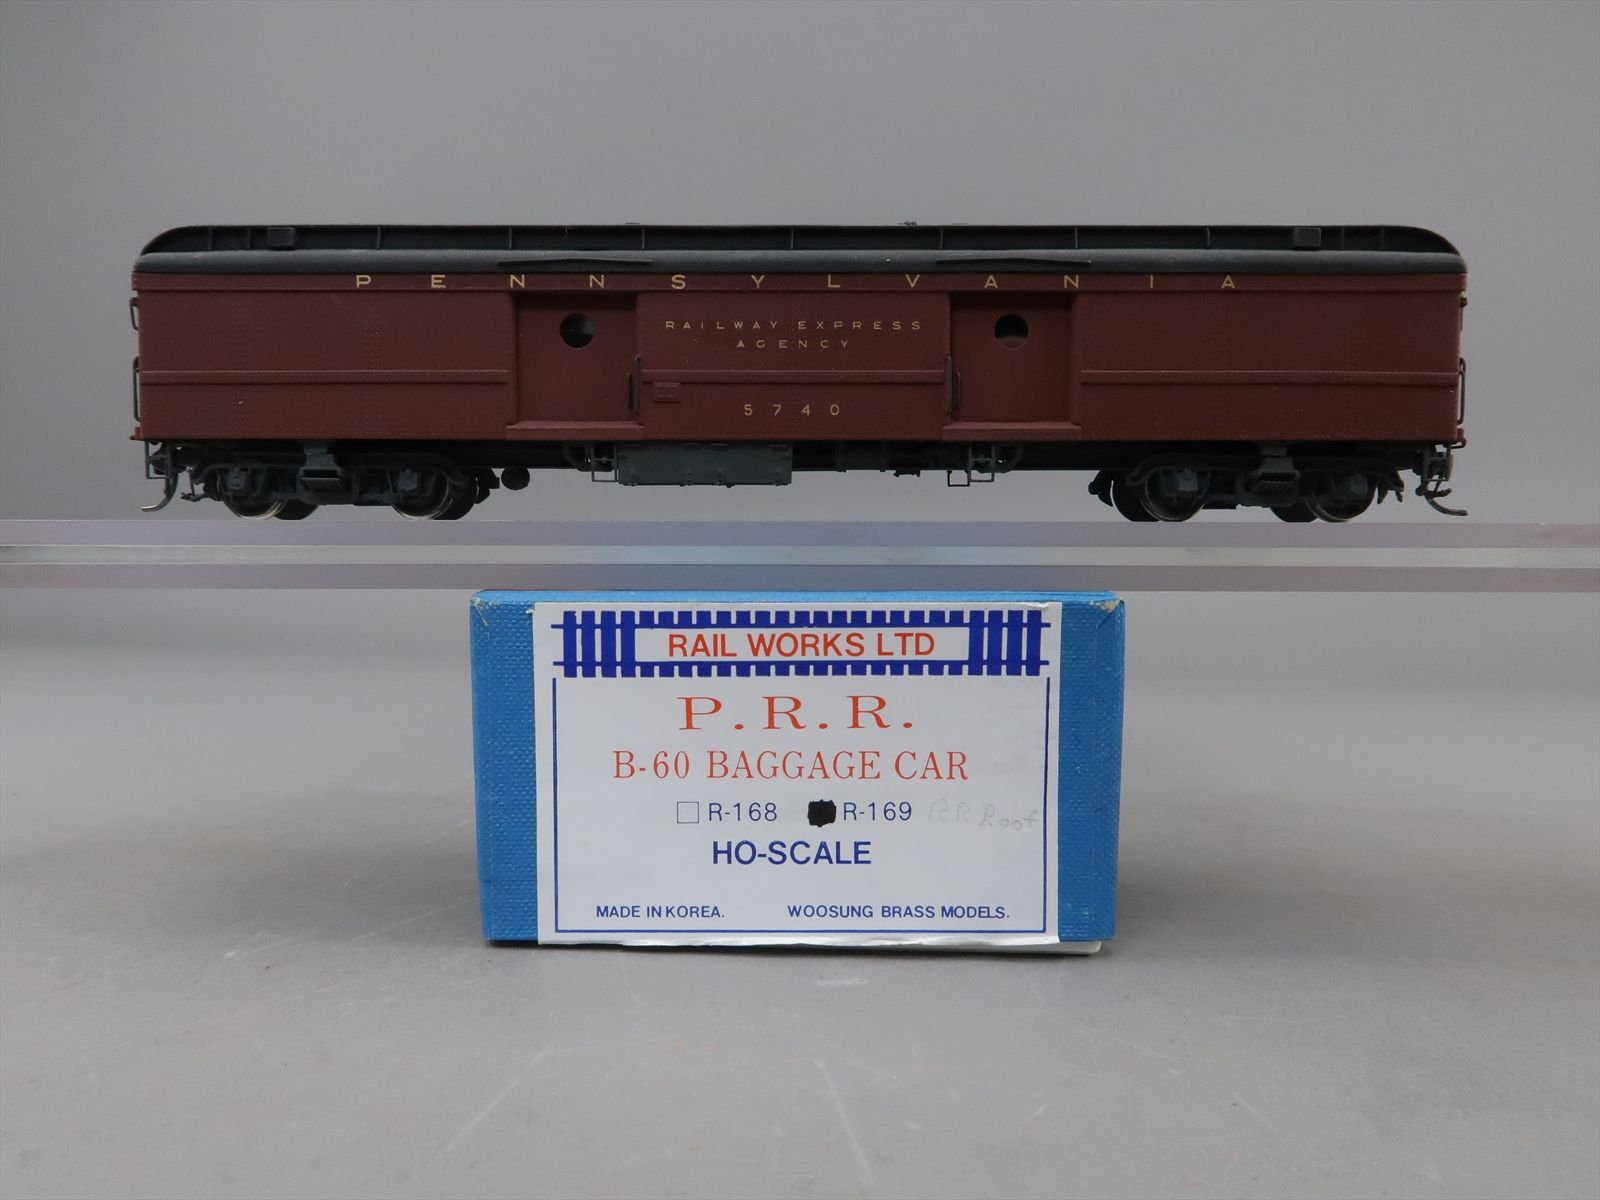 PENNSYLVANIA
RAILWAY EXPRESS
AGENCY
5740
RAIL WORKS LTD
P.R.R.
B-60 BAGGAGE CAR
R-168 R-169 RR Roof
HO-SCALE
MADE IN KOREA. WOOSUNG BRASS MODELS.